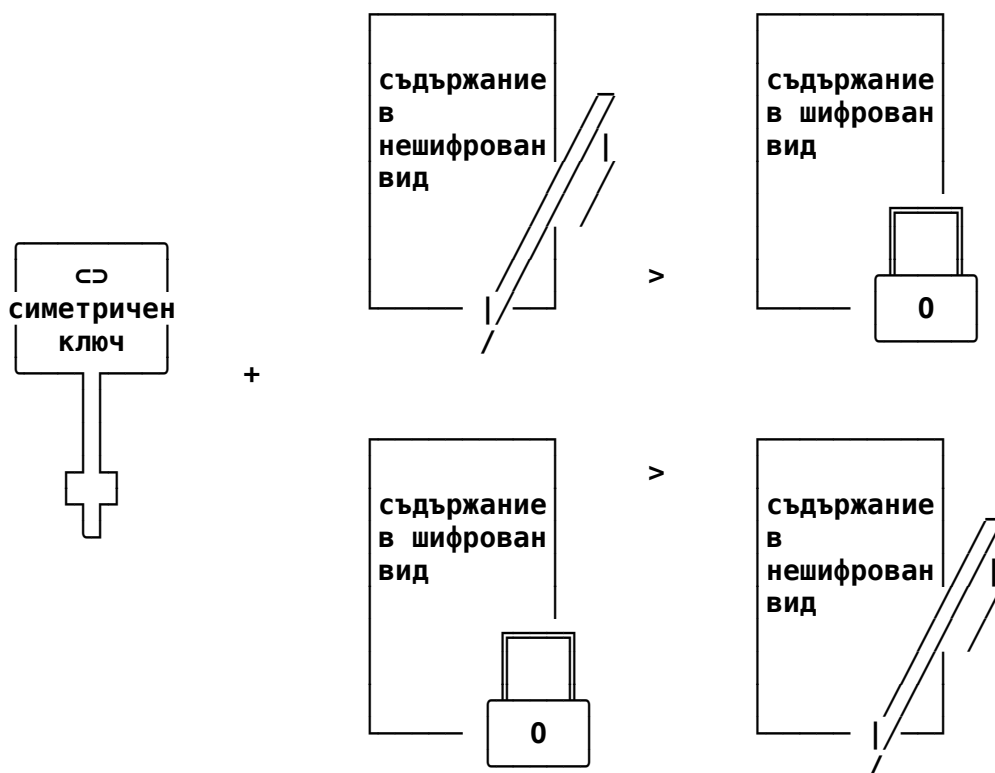 симетричен
ключ
+
съдържание
в
нешифрован
вид
>
съдържание
в шифрован
вид
0
съдържание
в шифрован
вид
0
>
съдържание
в
нешифрован
вид